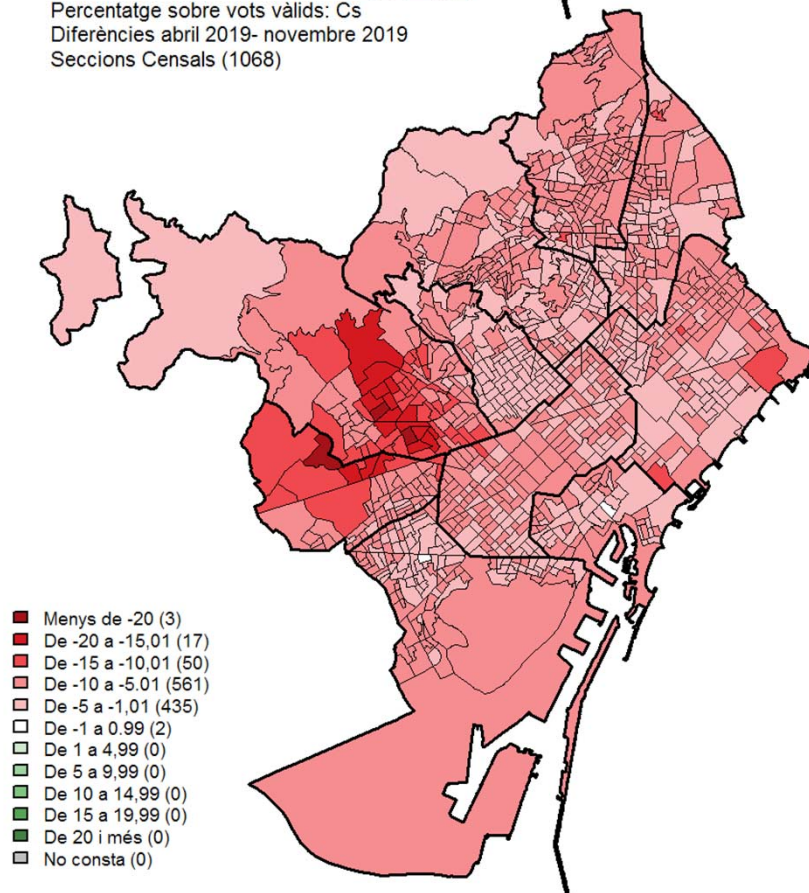 Percentatge sobre vots vàlids: Cs
Diferències abril 2019- novembre 2019
Seccions Censals (1068)
Menys de -20 (3)
De -20 a -15,01 (17)
De -15 a -10,01 (50)
De -10 a -5.01 (561)
De -5 a -1,01 (435)
De -1 a 0.99 (2)
De 1 a 4,99 (0)
De 5 a 9,99 (0)
De 10 a 14,99 (0)
De 15 a 19,99 (0)
De 20 i més (0)
No consta (0)